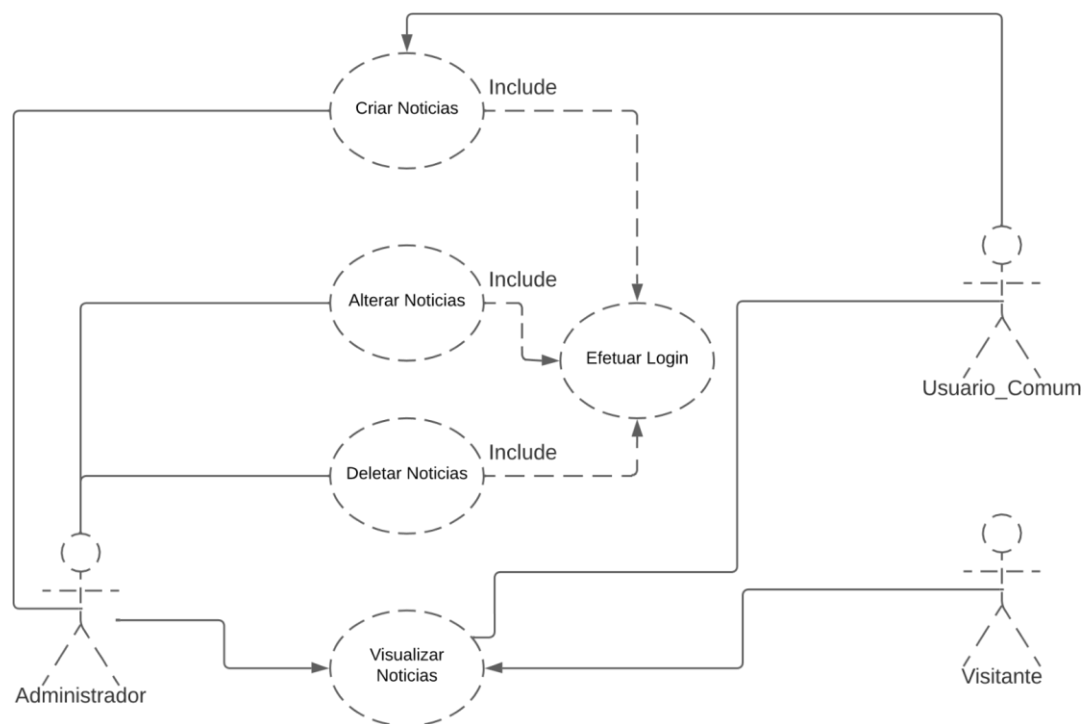 Criar Noticias
Include
Alterar Noticias
Include
Efetuar Login
Usuario_Comum
Deletar Noticias
Include
Visualizar
Noticias
Administrador
Visitante